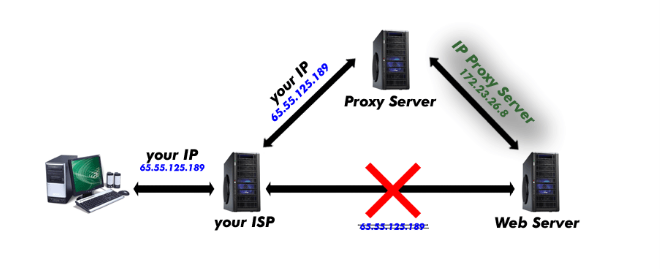 your IP
65.55.125.189
Proxy Server
IP Proxy Server
172.23.26.8
your IP
65.55.125.189
your ISP
65.55.125.189
Web Server